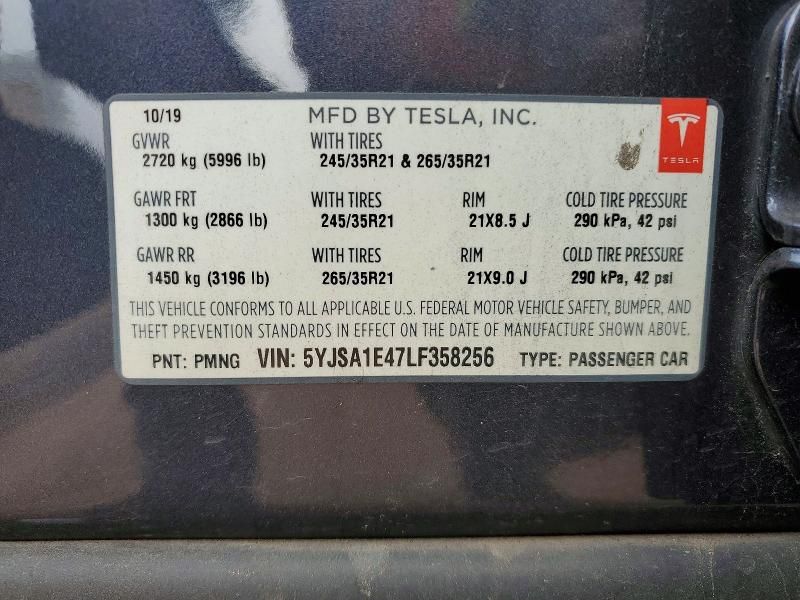 10/19 MFD BY TESLA, INC.
GVWR WITH TIRES
2720 kg (5996 lb) 245/35R21 & 265/35R21
TESLA
GAWR FRT WITH TIRES RIM COLD TIRE PRESSURE
1300 kg (2866 lb) 245/35R21 21X8.5 J 290 kPa, 42 psi
GAWR RR WITH TIRES RIM COLD TIRE PRESSURE
1450 kg (3196 lb) 265/35R21 21X9.0 J 290 kPa, 42 psi
THIS VEHICLE CONFORMS TO ALL APPLICABLE U.S. FEDERAL MOTOR VEHICLE SAFETY, BUMPER, AND
THEFT PREVENTION STANDARDS IN EFFECT ON THE DATE OF MANUFACTURE SHOWN ABOVE.
PNT: PMNG VIN: 5YJSA1E47LF358256 TYPE: PASSENGER CAR